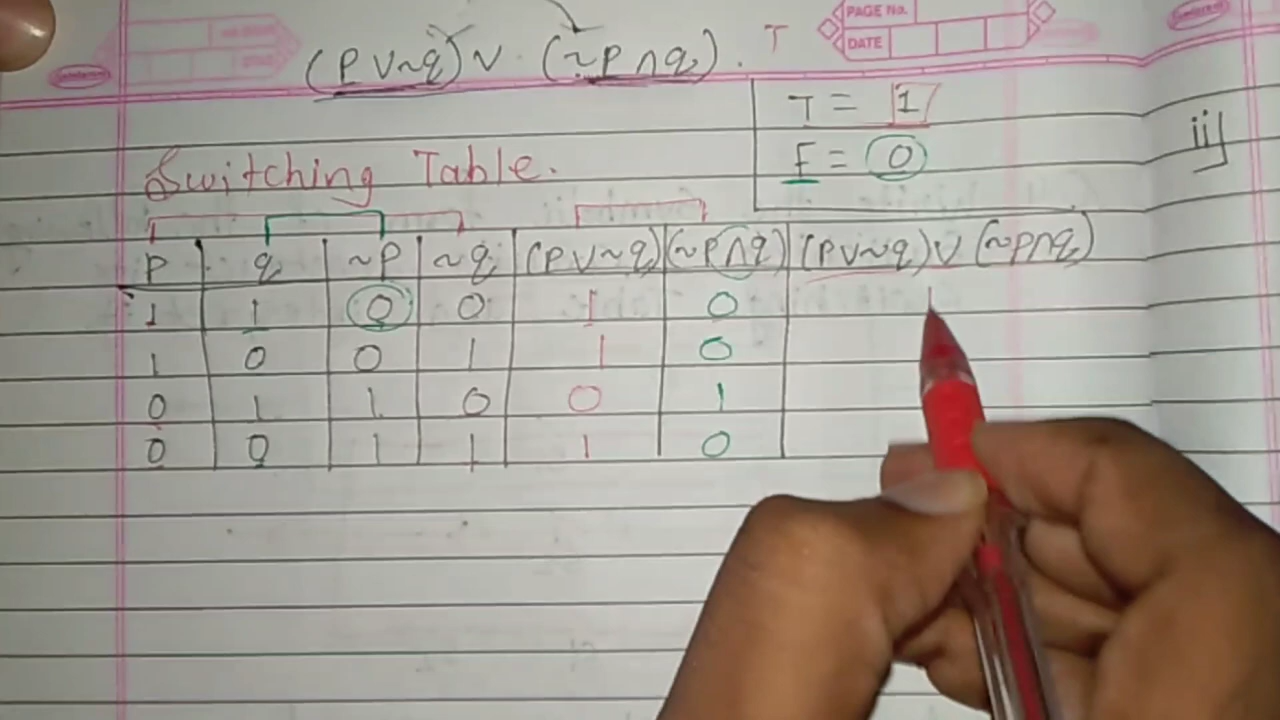 PAGE No.
DATE
(p ∨ ~q) ∨ (~p ∧ q). T
T = 1
F = 0
ii)
Switching Table.
p q ~p ~q (p ∨ ~q) (~p ∧ q) (p ∨ ~q) ∨ (~p ∧ q)
1 1 0 0 1 0 1
1 0 0 1 1 0
0 1 1 0 0 1
0 0 1 1 1 0